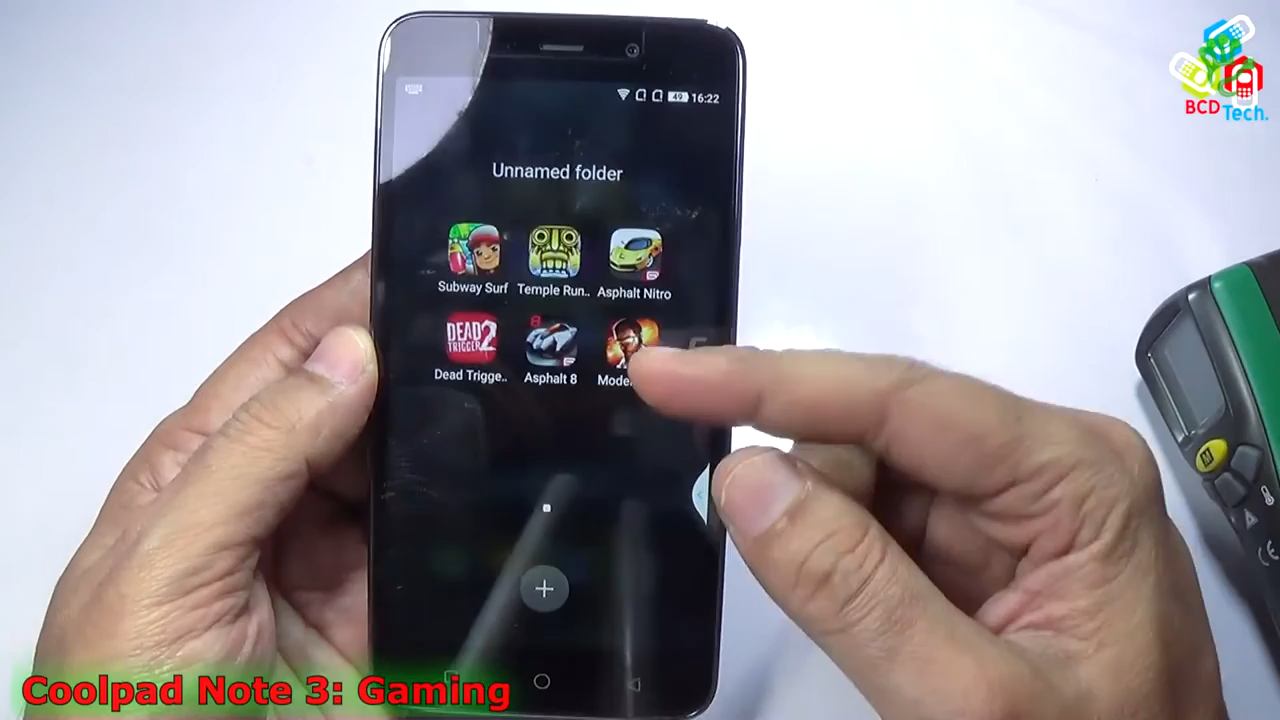 BCD Tech.
49 16:22
Unnamed folder
Subway Surf Temple Run.. Asphalt Nitro
DEAD TRIGGER 2
8
Dead Trigge.. Asphalt 8 Mode
M
Coolpad Note 3: Gaming